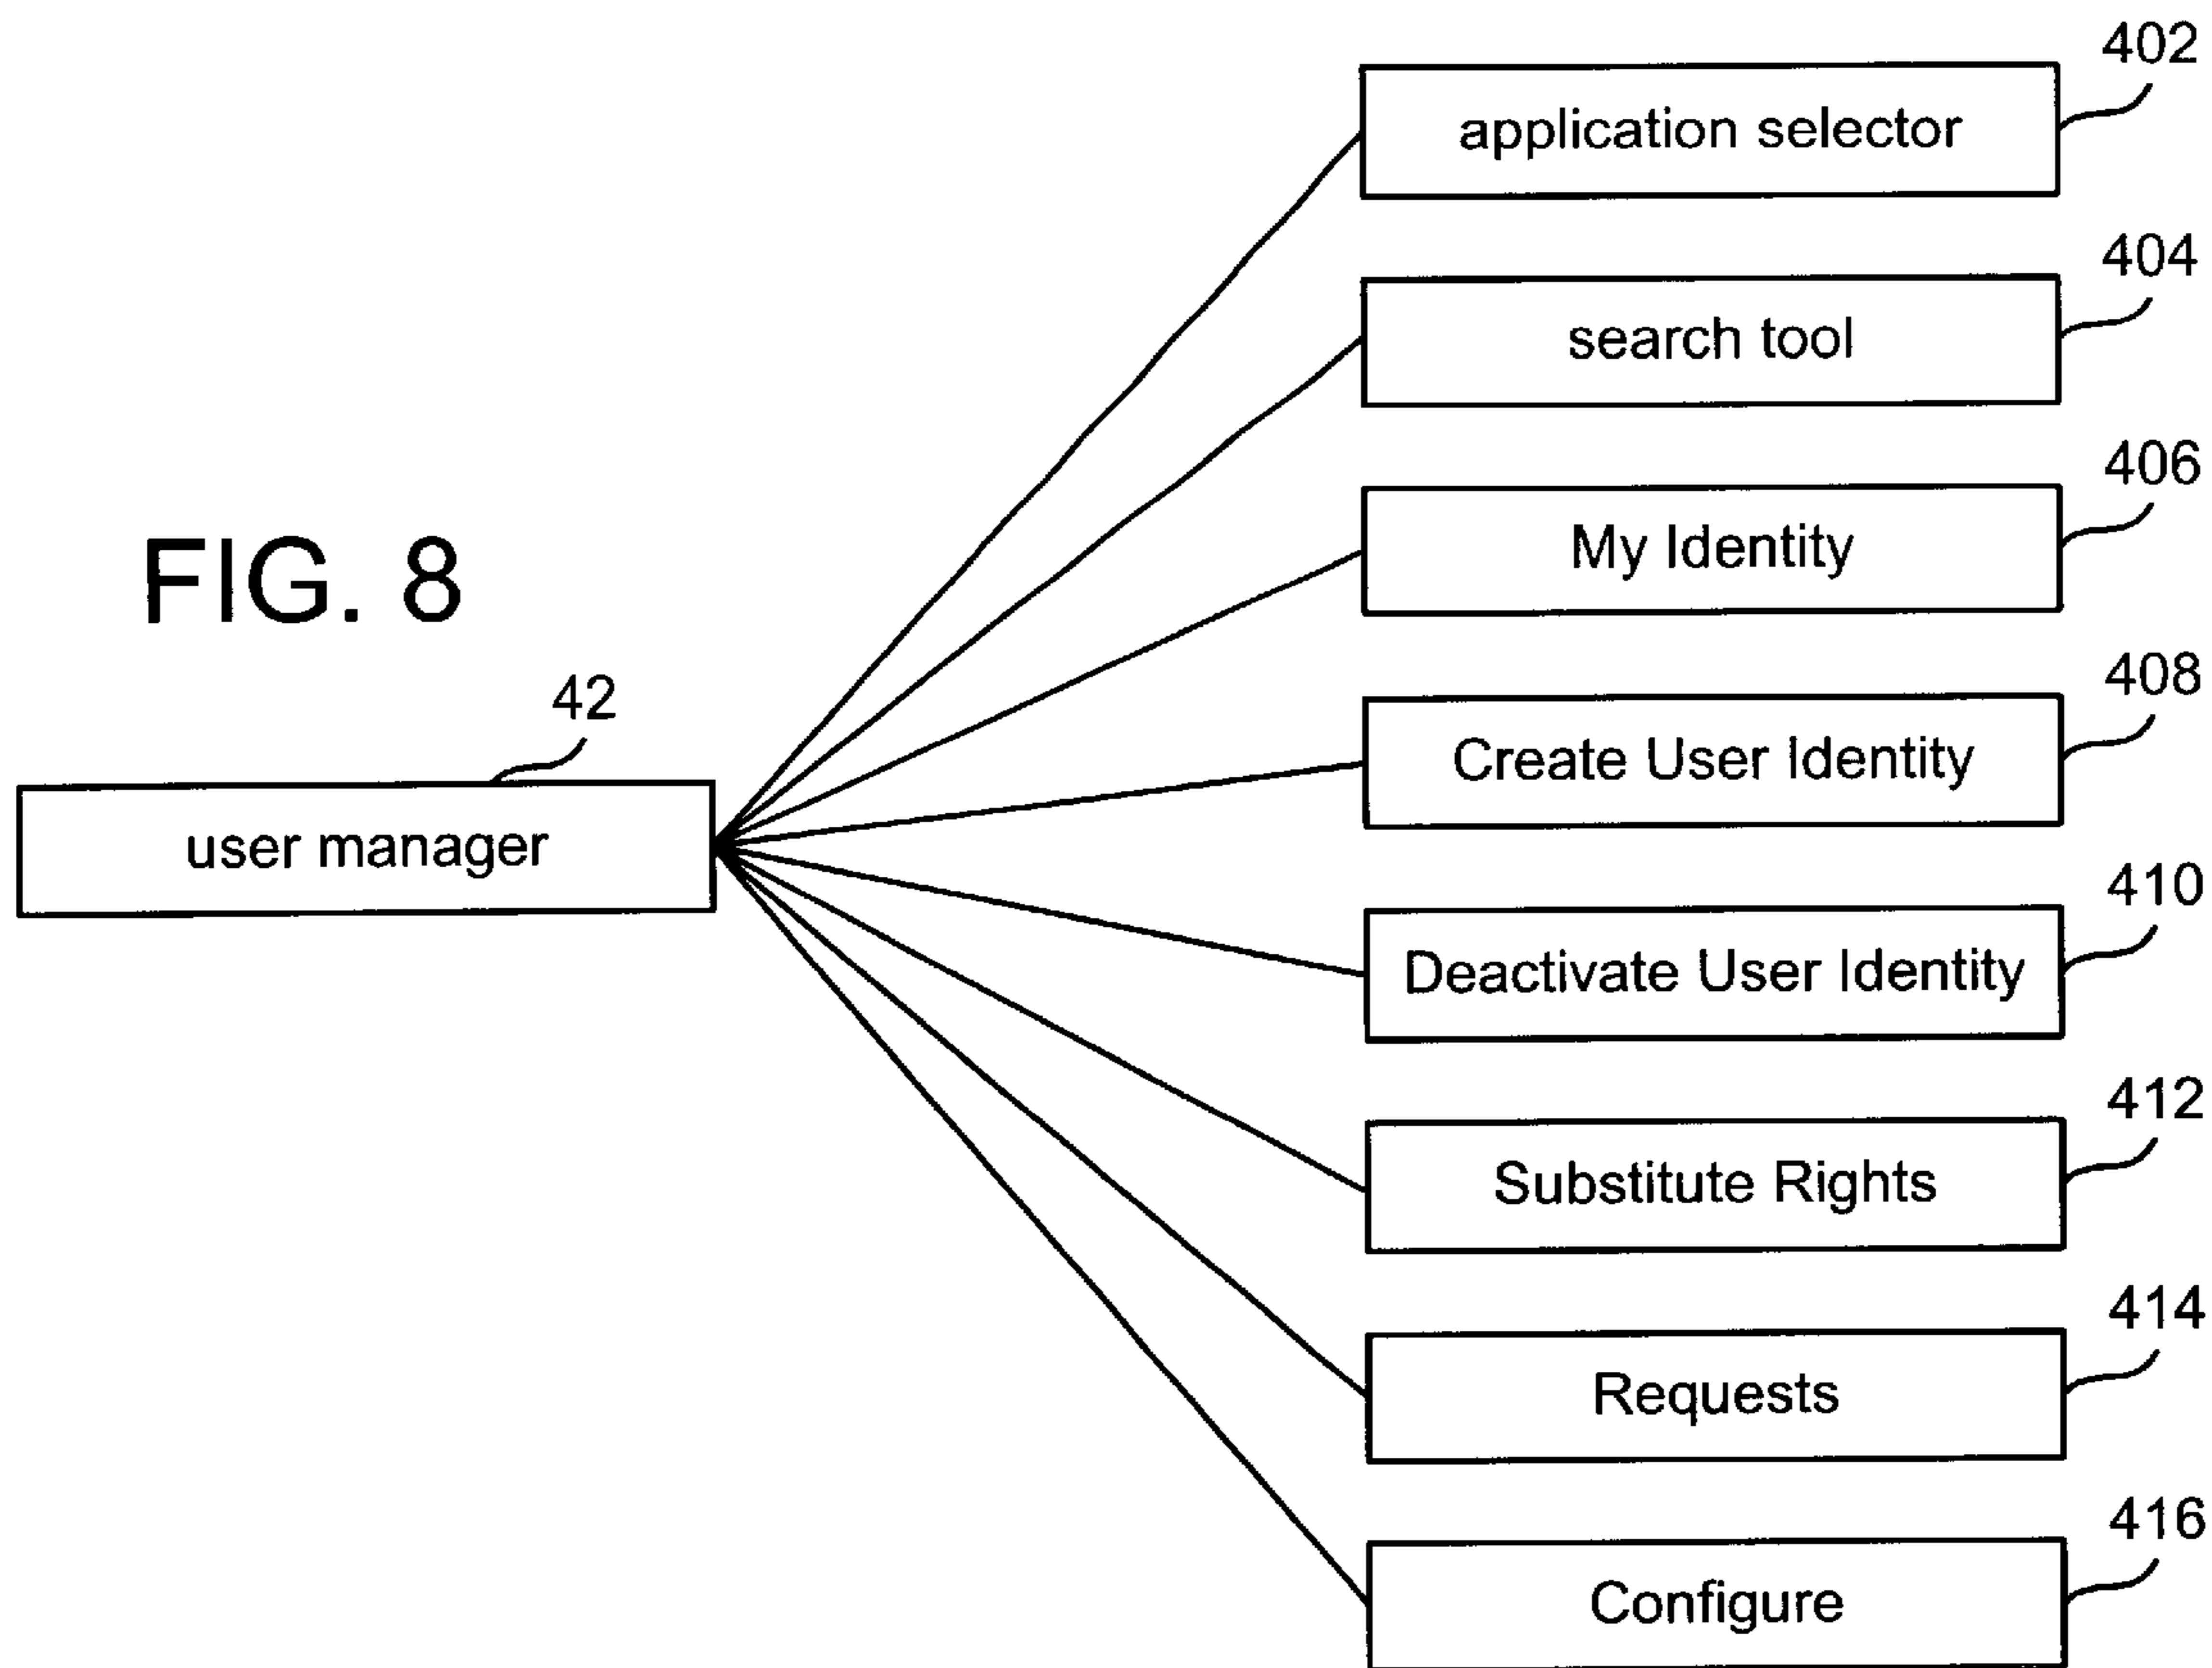 402
application selector
404
search tool
406
My Identity
FIG. 8
408
42
Create User Identity
user manager
410
Deactivate User Identity
412
Substitute Rights
414
Requests
416
Configure